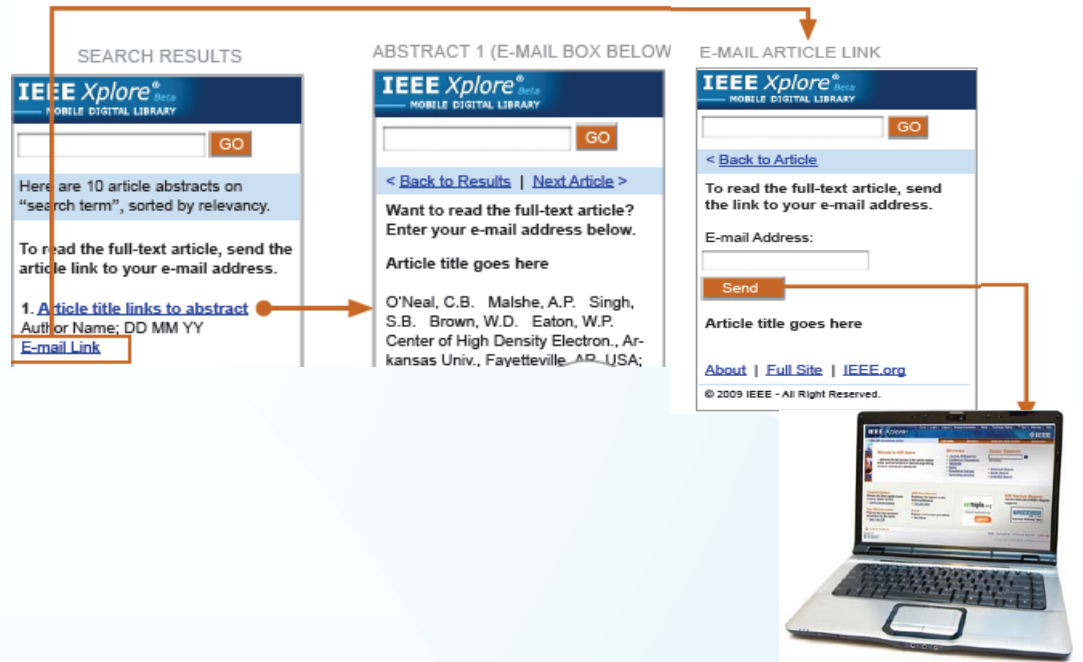 SEARCH RESULTS
IEEE Xplore® Beta
MOBILE DIGITAL LIBRARY
GO
Here are 10 article abstracts on
“search term”, sorted by relevancy.
To read the full-text article, send the
article link to your e-mail address.
1. Article title links to abstract
Author Name; DD MM YY
E-mail Link
ABSTRACT 1 (E-MAIL BOX BELOW
IEEE Xplore® Beta
MOBILE DIGITAL LIBRARY
GO
< Back to Results | Next Article >
Want to read the full-text article?
Enter your e-mail address below.
Article title goes here
O'Neal, C.B. Malshe, A.P. Singh,
S.B. Brown, W.D. Eaton, W.P.
Center of High Density Electron., Ar-
kansas Univ., Fayetteville, AR, USA;
E-MAIL ARTICLE LINK
IEEE Xplore® Beta
MOBILE DIGITAL LIBRARY
GO
< Back to Article
To read the full-text article, send
the link to your e-mail address.
E-mail Address:
Send
Article title goes here
About | Full Site | IEEE.org
© 2009 IEEE - All Right Reserved.
IEEE Xplore
IEEE